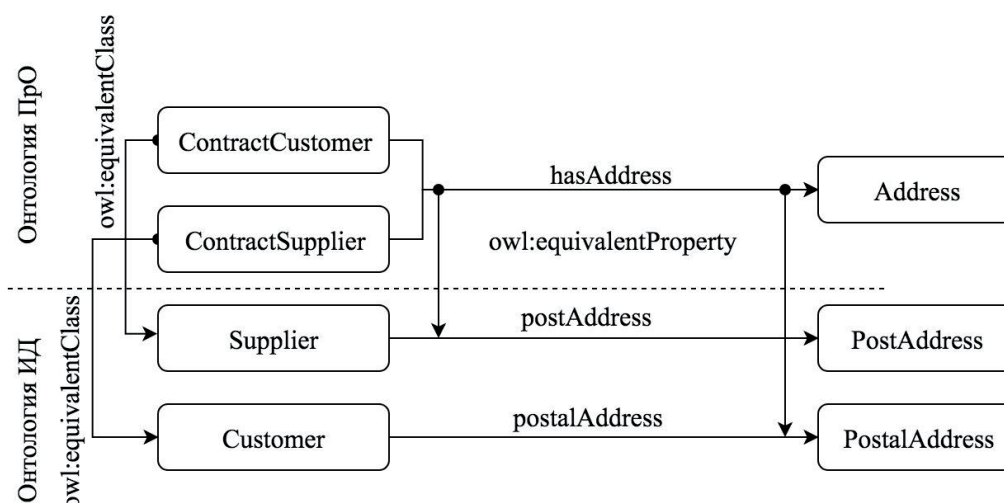 Онтология ПрО
owl:equivalentClass
ContractCustomer
hasAddress
Address
ContractSupplier
owl:equivalentProperty
Онтология ИД
owl:equivalentClass
Supplier
postAddress
PostAddress
Customer
postalAddress
PostalAddress